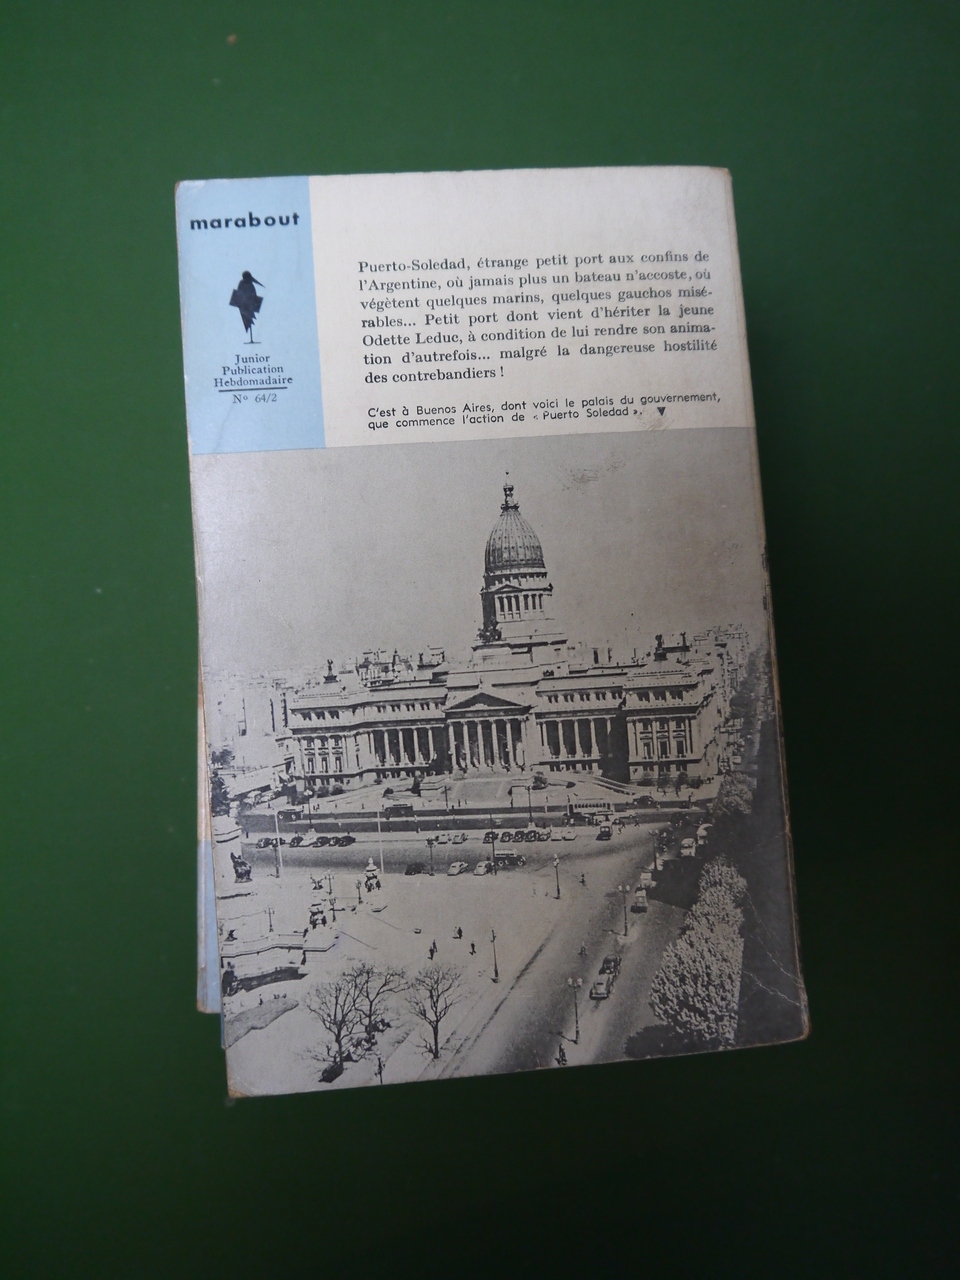 marabout
Junior
Publication
Hebdomadaire
N° 64/2
Puerto-Soledad, étrange petit port aux confins de
l'Argentine, où jamais plus un bateau n'accoste, où
végètent quelques marins, quelques gauchos misé-
rables... Petit port dont vient d'hériter la jeune
Odette Leduc, à condition de lui rendre son anima-
tion d'autrefois... malgré la dangereuse hostilité
des contrebandiers !
C'est à Buenos Aires, dont voici le palais du gouvernement,
que commence l'action de « Puerto Soledad ». ▼